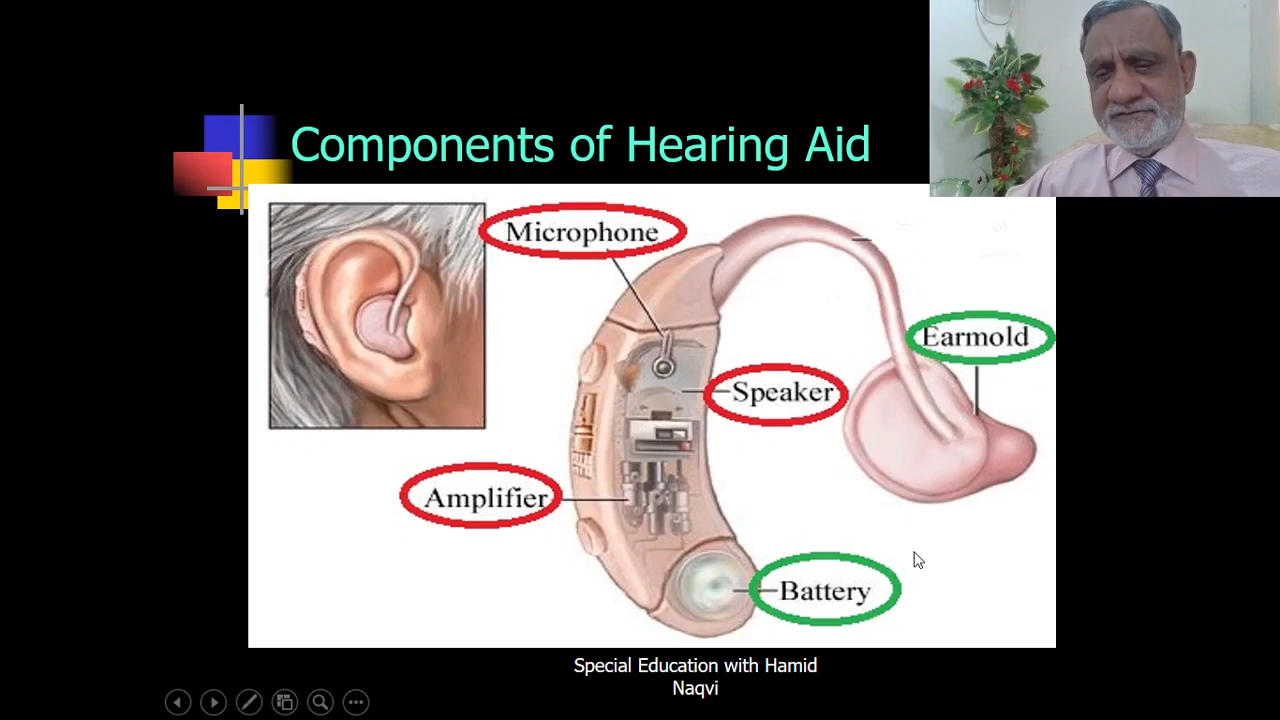 Components of Hearing Aid
Microphone
Earmold
Speaker
Amplifier
Battery
Special Education with Hamid
Naqvi